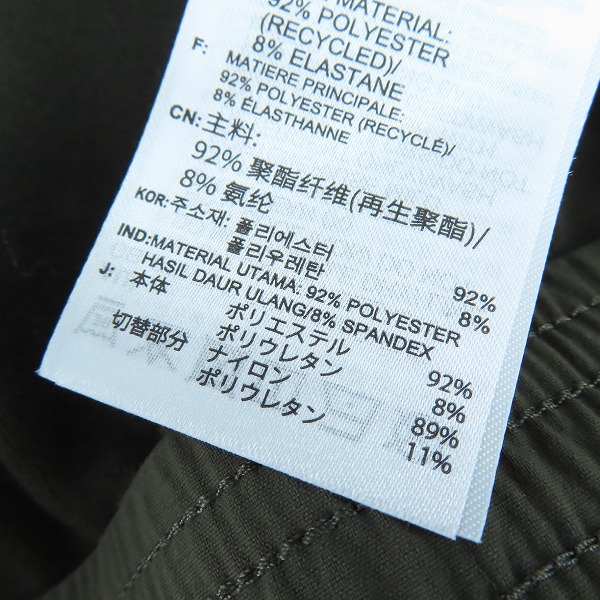 MATERIAL:
92% POLYESTER
(RECYCLED)/
8% ELASTANE
F: MATIERE PRINCIPALE:
92% POLYESTER (RECYCLÉ)/
8% ÉLASTHANNE
CN: 主料:
92% 聚酯纤维(再生聚酯)/
8% 氨纶
KOR: 주소재: 폴리에스터 92%
폴리우레탄 8%
IND: MATERIAL UTAMA: 92% POLYESTER
HASIL DAUR ULANG/8% SPANDEX
J: 本体 ポリエステル 92%
ポリウレタン 8%
切替部分 ナイロン 89%
ポリウレタン 11%